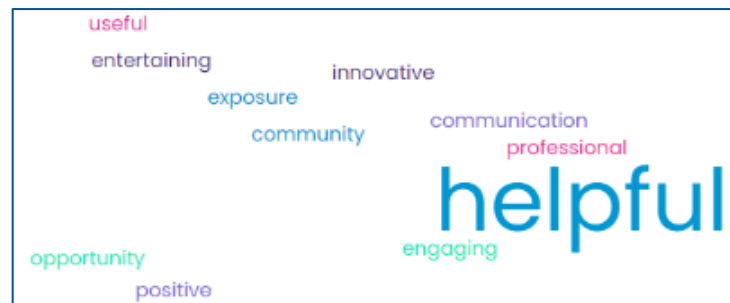 useful
entertaining
innovative
exposure
communication
community
professional
helpful
engaging
opportunity
positive